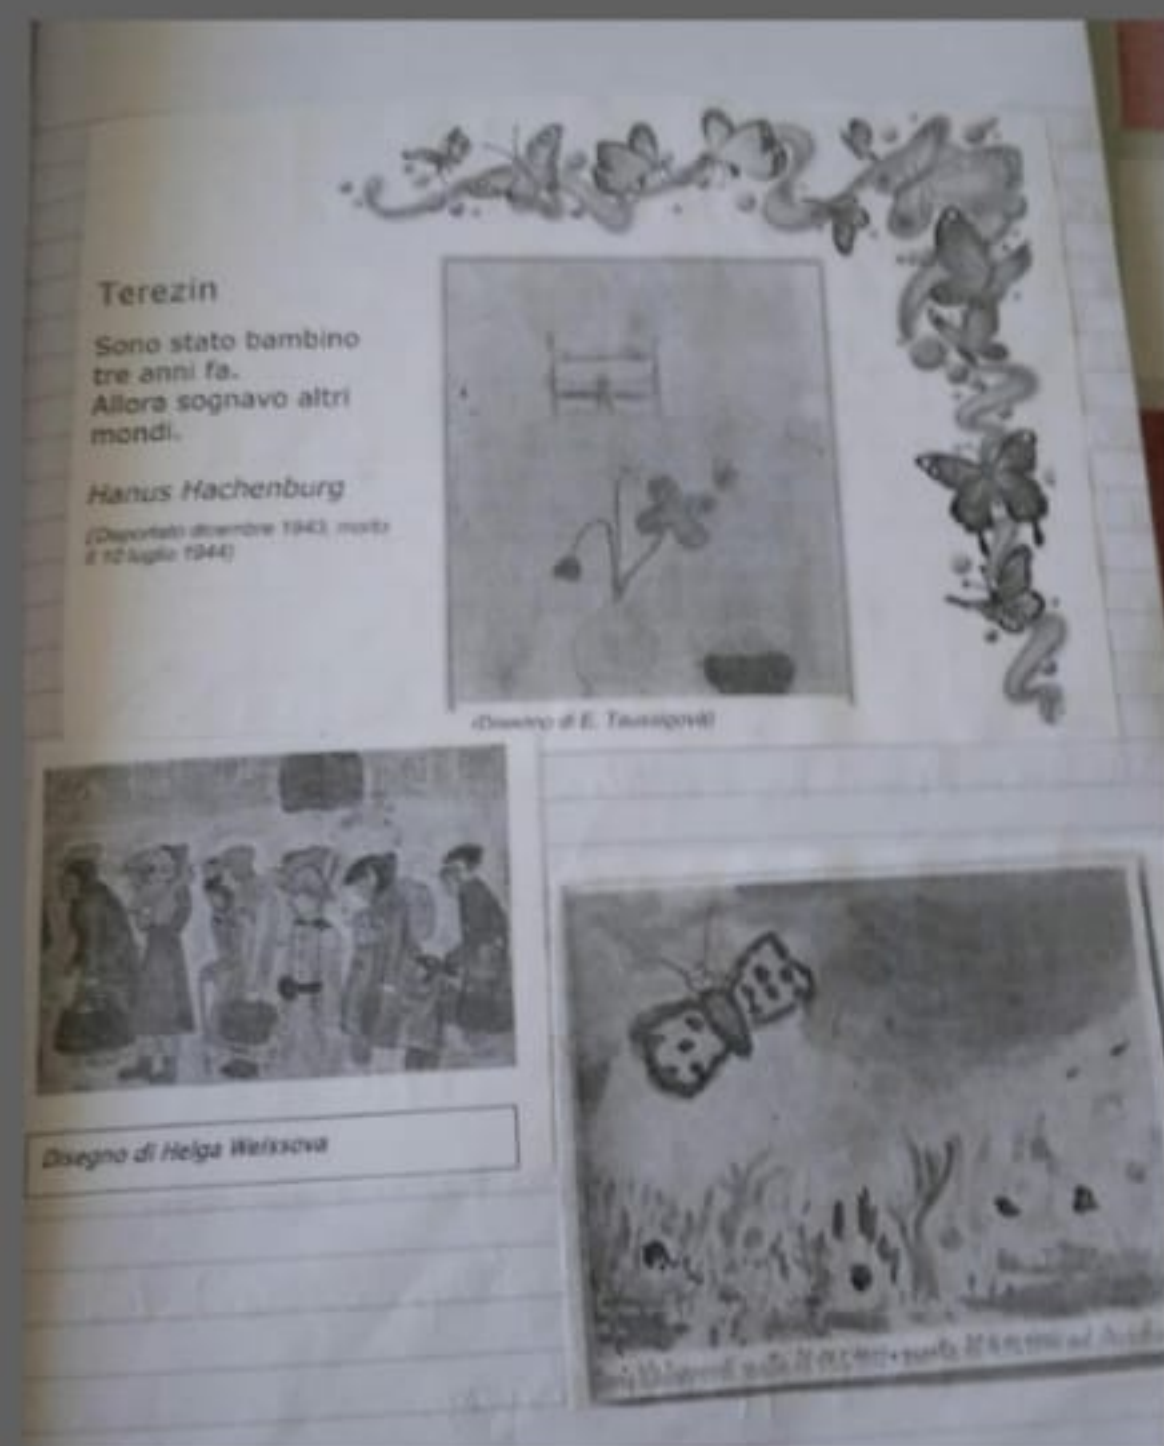 Terezin
Sono stato bambino
tre anni fa.
Allora sognavo altri
mondi.
Hanus Hachenburg
(Deportato dicembre 1943, morto
il 10 luglio 1944)
(Disegno di E. Taussigovà)
Disegno di Helga Weissova